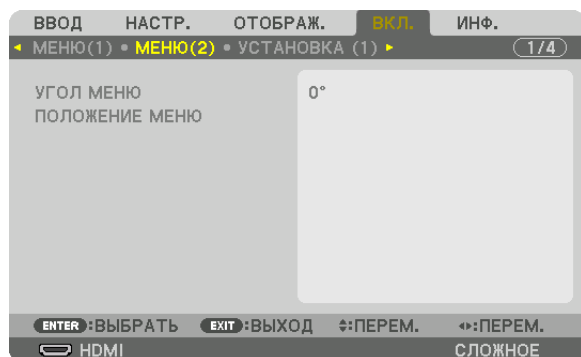 ВВОД НАСТР. ОТОБРАЖ. ВКЛ. ИНФ.
◂ МЕНЮ(1) • МЕНЮ(2) • УСТАНОВКА (1) ▸ 1/4
УГОЛ МЕНЮ 0°
ПОЛОЖЕНИЕ МЕНЮ
ENTER :ВЫБРАТЬ EXIT :ВЫХОД ♦:ПЕРЕМ. ◂▸:ПЕРЕМ.
HDMI СЛОЖНОЕ